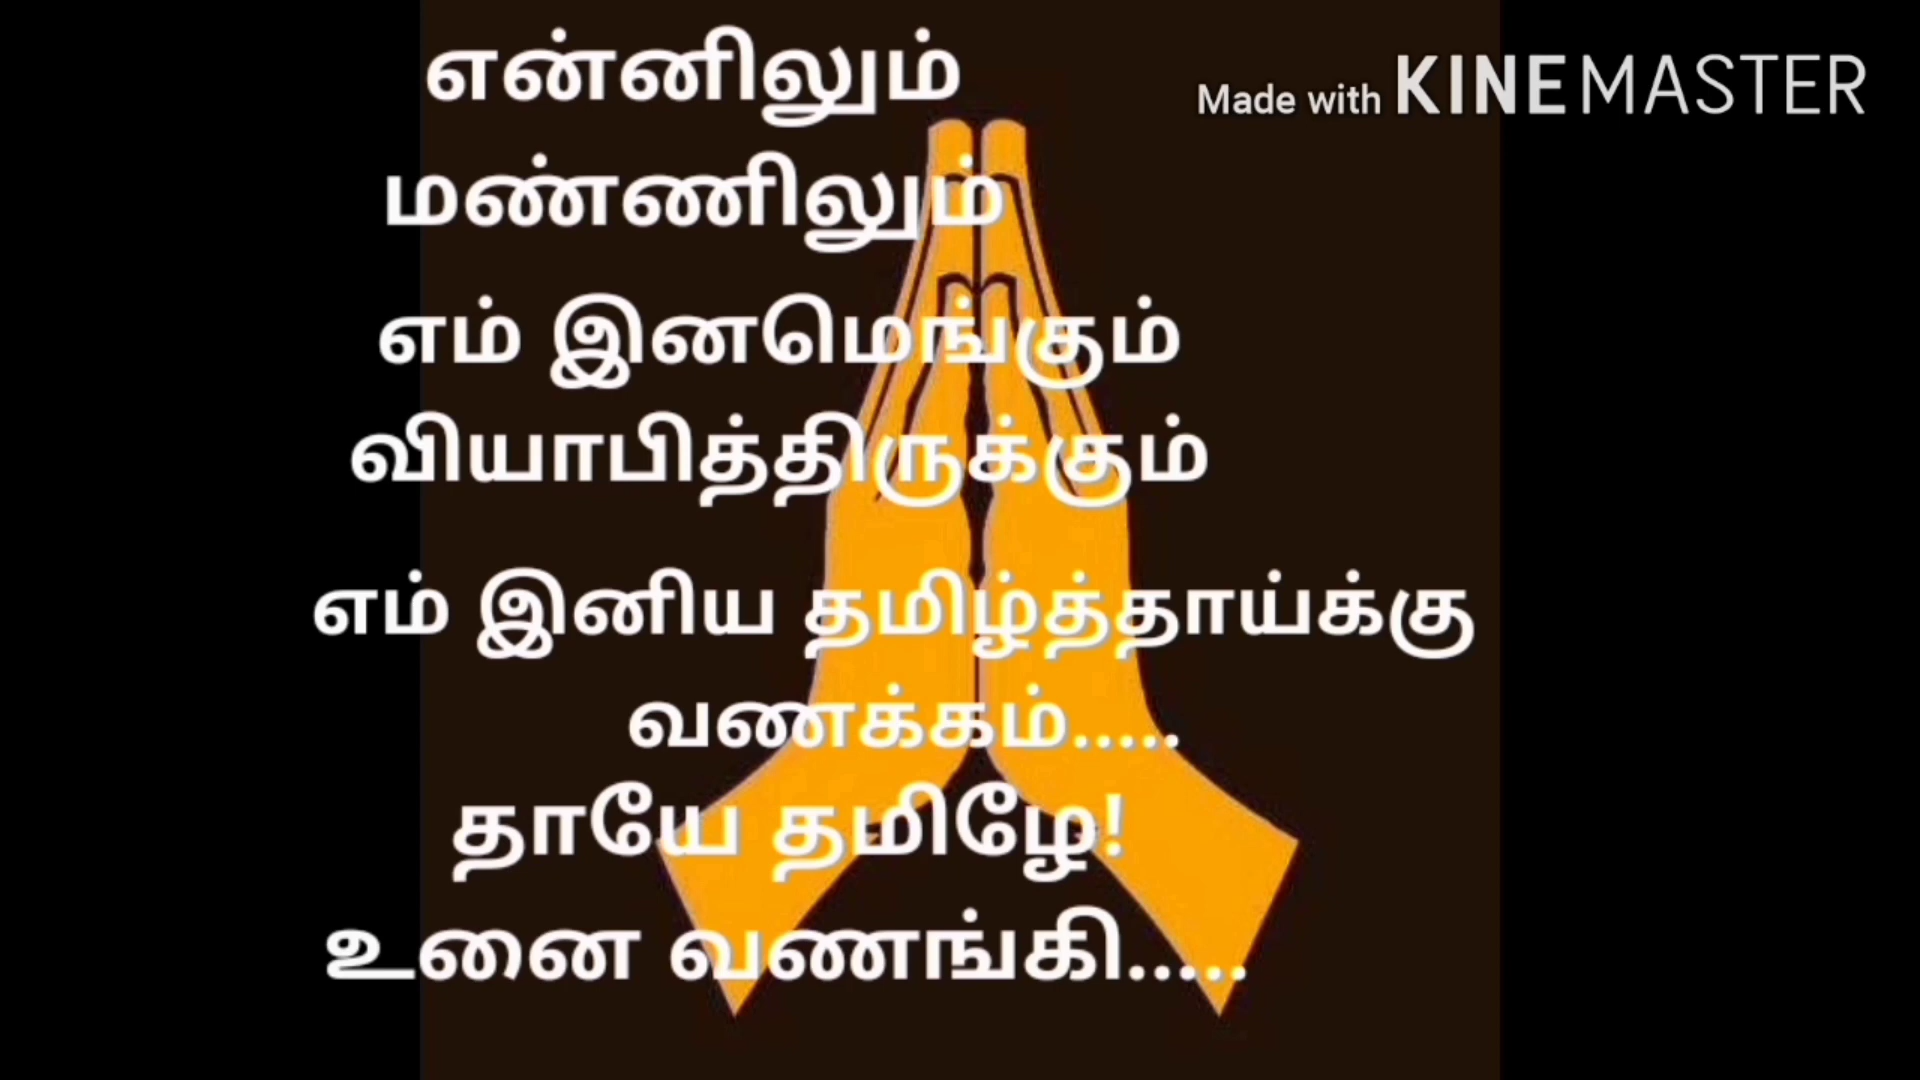 என்னிலும்
Made with KINEMASTER
மண்ணிலும்
எம் இனமெங்கும்
வியாபித்திருக்கும்
எம் இனிய தமிழ்த்தாய்க்கு
வணக்கம்.....
தாயே தமிழே!
உனை வணங்கி.....